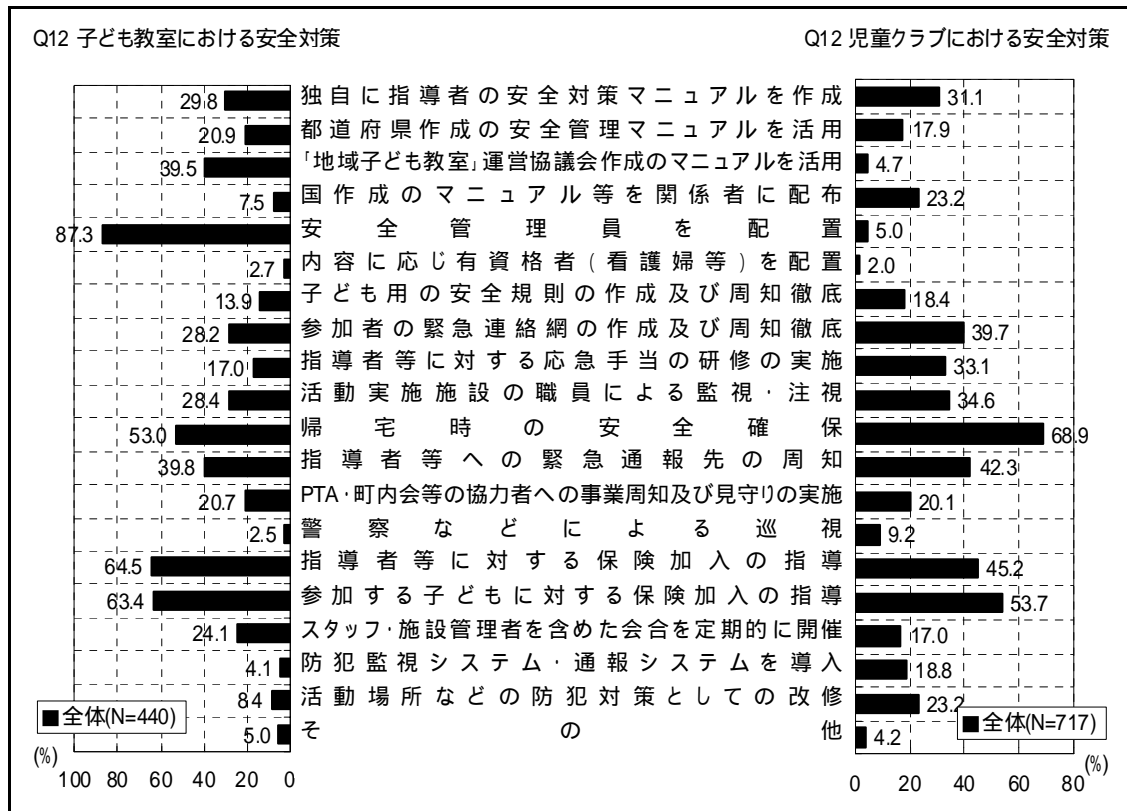 Q12 子ども教室における安全対策 Q12 児童クラブにおける安全対策
29.8 独自に指導者の安全対策マニュアルを作成 31.1
20.9 都道府県作成の安全管理マニュアルを活用 17.9
39.5 「地域子ども教室」運営協議会作成のマニュアルを活用 4.7
7.5 国作成のマニュアル等を関係者に配布 23.2
87.3 安全管理員を配置 5.0
2.7 内容に応じ有資格者(看護婦等)を配置 2.0
13.9 子ども用の安全規則の作成及び周知徹底 18.4
28.2 参加者の緊急連絡網の作成及び周知徹底 39.7
17.0 指導者等に対する応急手当の研修の実施 33.1
28.4 活動実施施設の職員による監視・注視 34.6
53.0 帰宅時の安全確保 68.9
39.8 指導者等への緊急通報先の周知 42.3
20.7 PTA・町内会等の協力者への事業周知及び見守りの実施 20.1
2.5 警察などによる巡視 9.2
64.5 指導者等に対する保険加入の指導 45.2
63.4 参加する子どもに対する保険加入の指導 53.7
24.1 スタッフ・施設管理者を含めた会合を定期的に開催 17.0
4.1 防犯監視システム・通報システムを導入 18.8
8.4 活動場所などの防犯対策としての改修 23.2
■全体(N=440) ■全体(N=717)
5.0 その他 4.2
(%) (%)
100 80 60 40 20 0 0 20 40 60 80